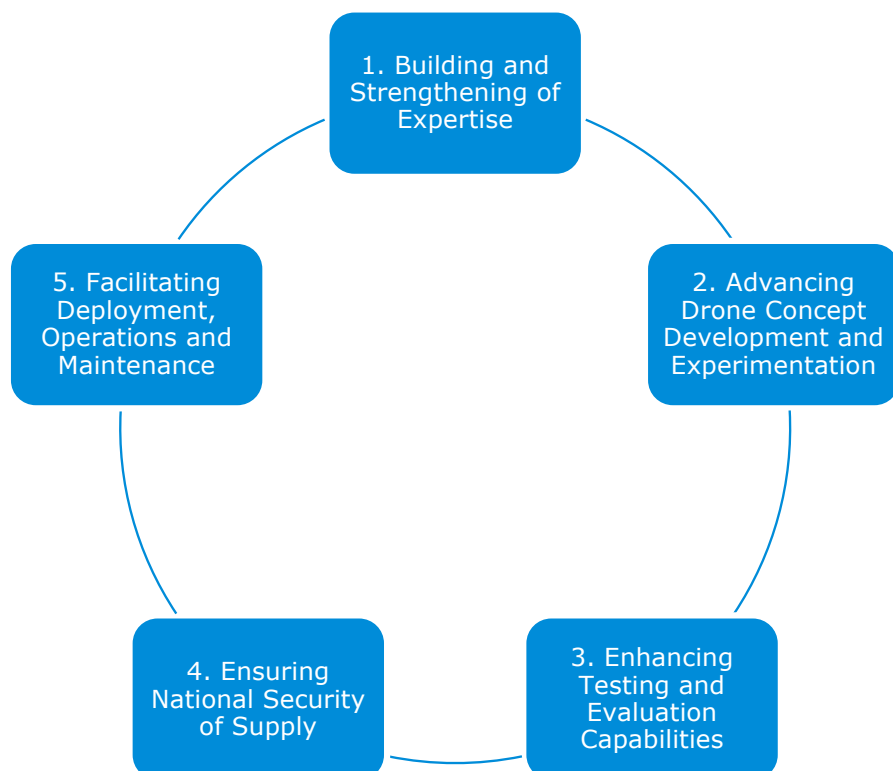 1. Building and
Strengthening of
Expertise
2. Advancing
Drone Concept
Development and
Experimentation
3. Enhancing
Testing and
Evaluation
Capabilities
4. Ensuring
National Security
of Supply
5. Facilitating
Deployment,
Operations and
Maintenance